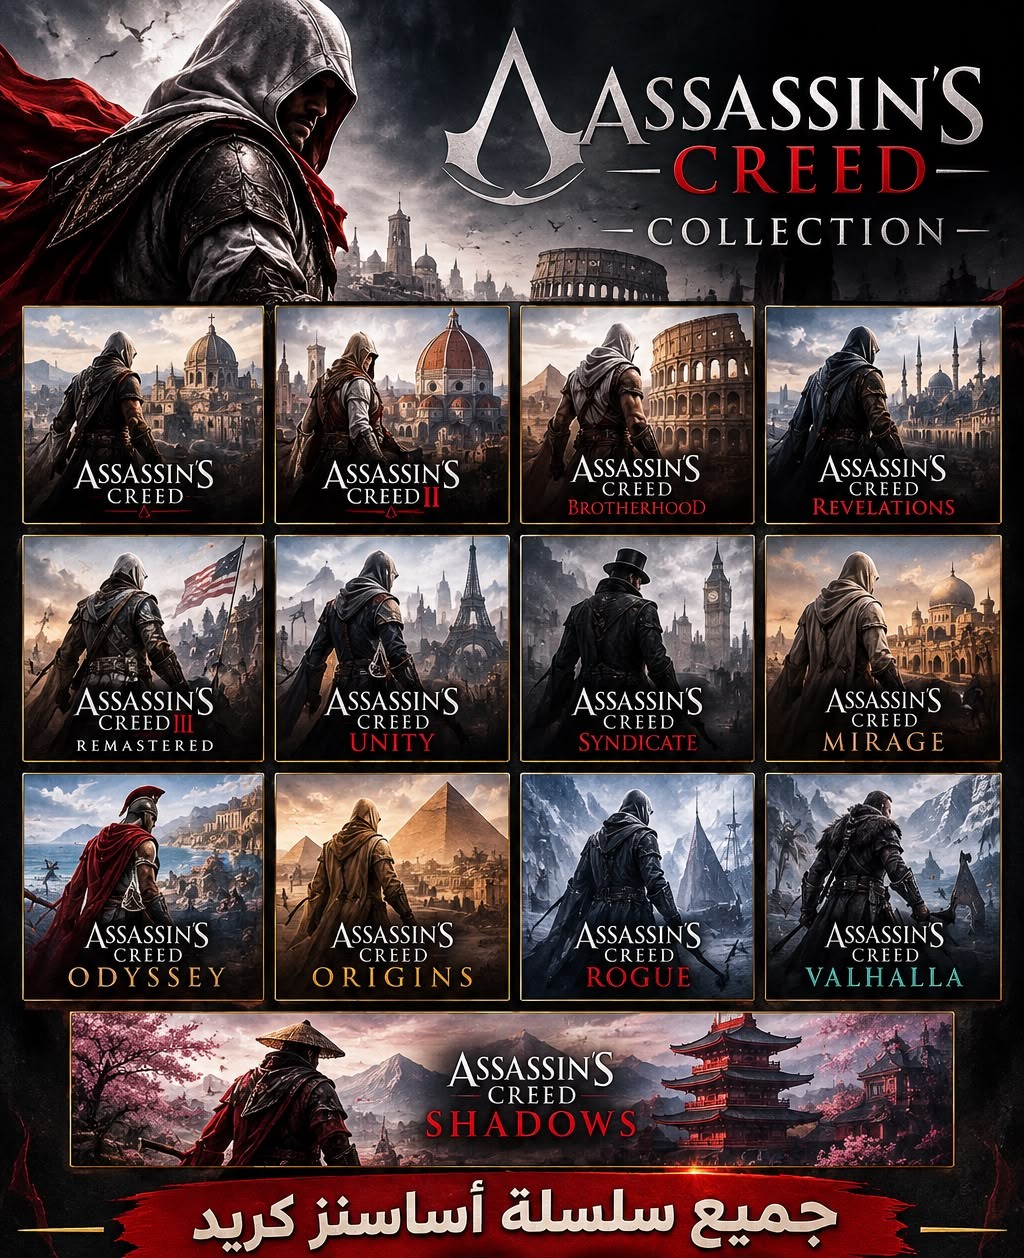 ASSASSIN'S
CREED
COLLECTION
ASSASSIN'S
CREED
ASSASSIN'S
CREED II
ASSASSIN'S
CREED
BROTHERHOOD
ASSASSIN'S
CREED
REVELATIONS
ASSASSIN'S
CREED III
REMASTERED
ASSASSIN'S
CREED
UNITY
ASSASSIN'S
CREED
SYNDICATE
ASSASSIN'S
CREED
MIRAGE
ASSASSIN'S
CREED
ODYSSEY
ASSASSIN'S
CREED
ORIGINS
ASSASSIN'S
CREED
ROGUE
ASSASSIN'S
CREED
VALHALLA
ASSASSIN'S
CREED
SHADOWS
جميع سلسلة أساسنز كريد